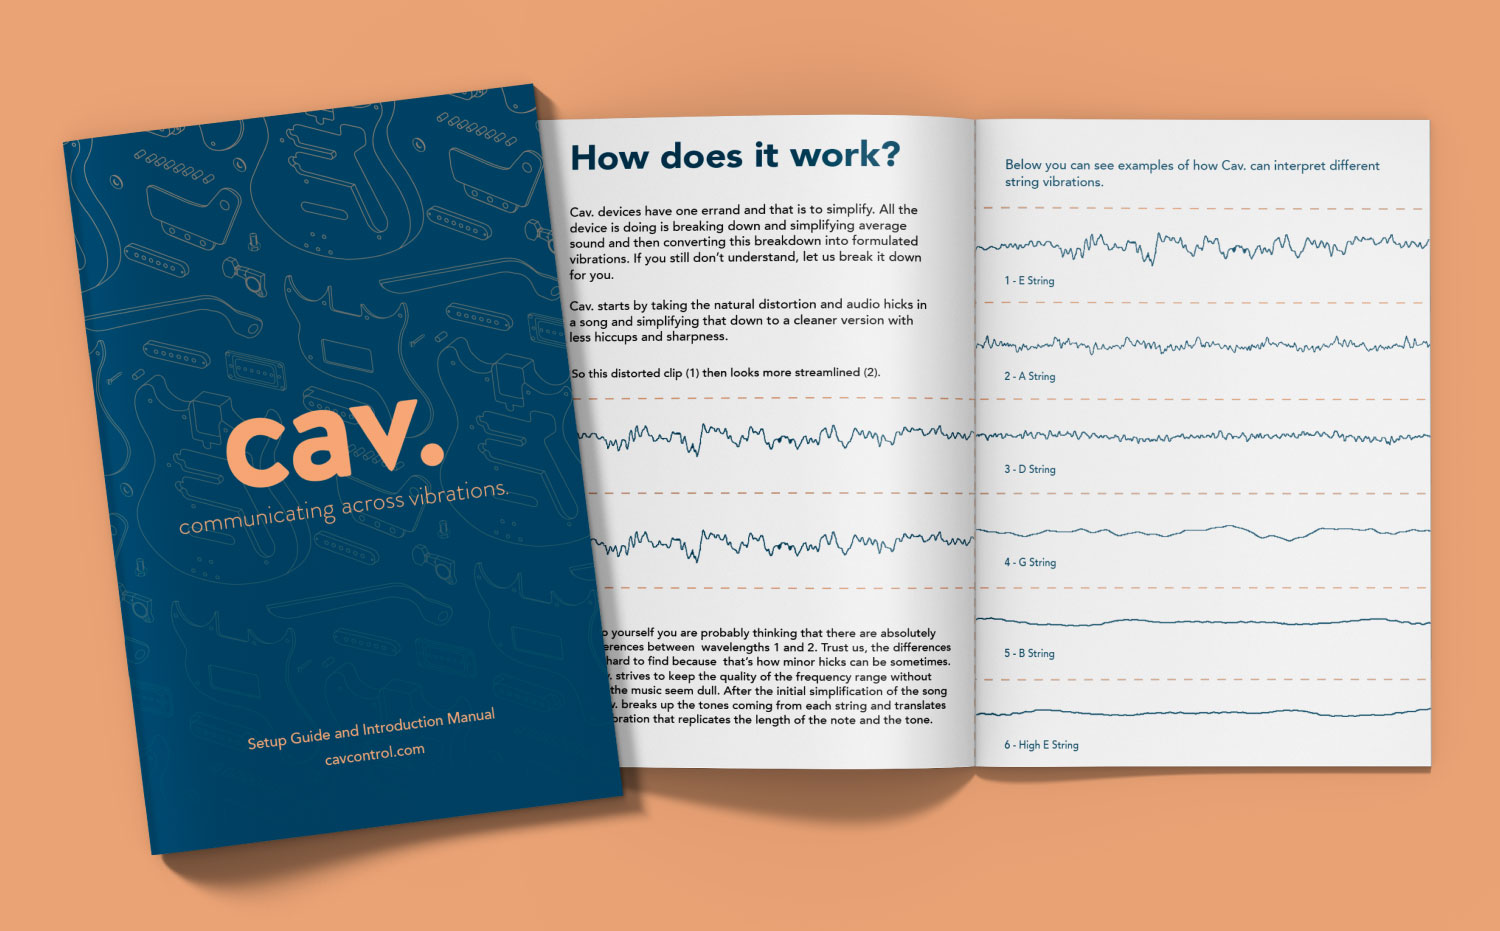 cav.
communicating across vibrations.
Setup Guide and Introduction Manual
cavcontrol.com
How does it work?
Cav. devices have one errand and that is to simplify. All the
device is doing is breaking down and simplifying average
sound and then converting this breakdown into formulated
vibrations. If you still don't understand, let us break it down
for you.
Cav. starts by taking the natural distortion and audio hicks in
a song and simplifying that down to a cleaner version with
less hiccups and sharpness.
So this distorted clip (1) then looks more streamlined (2).
yourself you are probably thinking that there are absolutely
between wavelengths 1 and 2. Trust us, the differences
hard to find because that's how minor hicks can be sometimes.
strives to keep the quality of the frequency range without
the music seem dull. After the initial simplification of the song
breaks up the tones coming from each string and translates
that replicates the length of the note and the tone.
Below you can see examples of how Cav. can interpret different
string vibrations.
1 - E String
2 - A String
3 - D String
4 - G String
5 - B String
6 - High E String